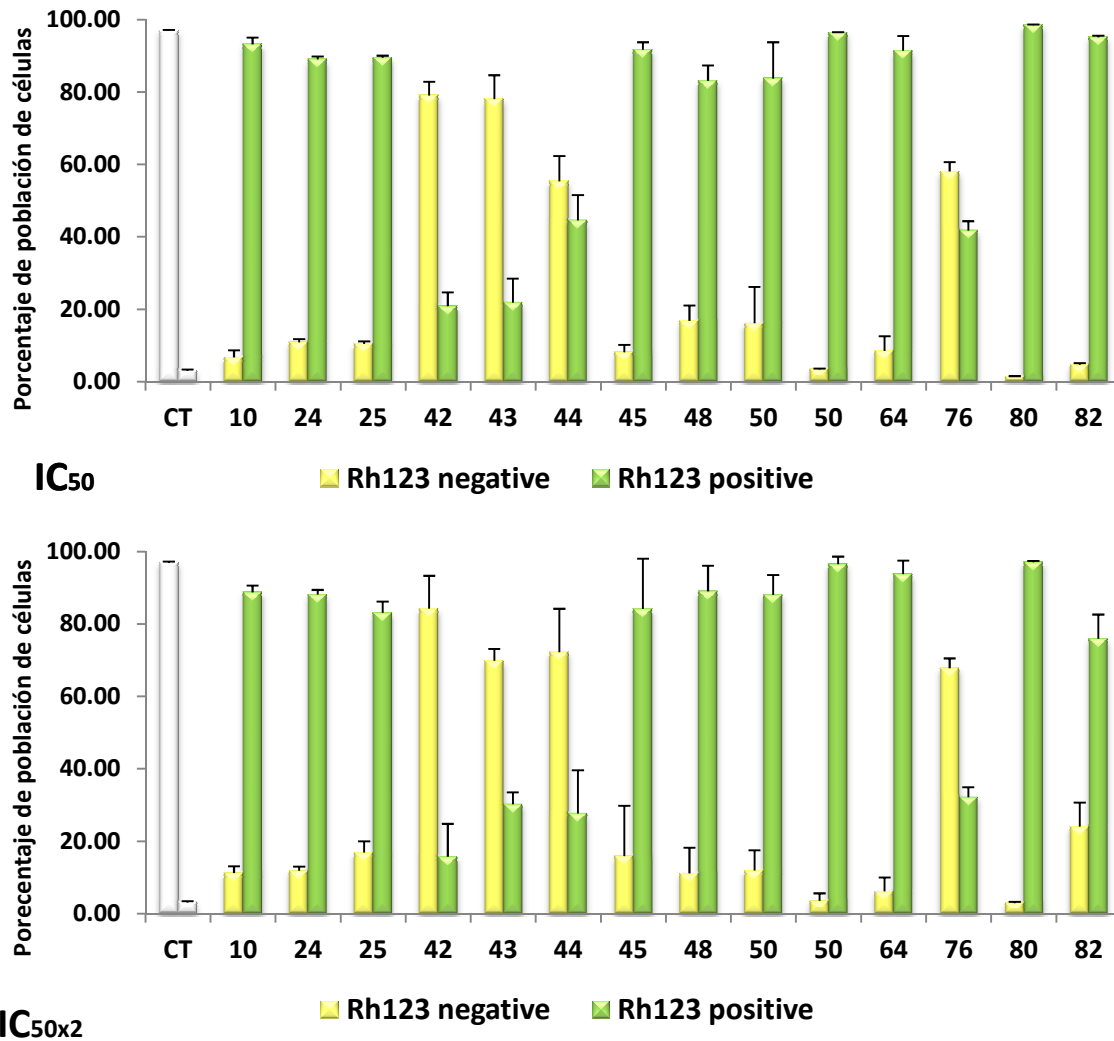 Porcentaje de población de células
100.00
80.00
60.00
40.00
20.00
0.00
CT 10 24 25 42 43 44 45 48 50 50 64 76 80 82
IC50
Rh123 negative Rh123 positive
Porecentaje de población de células
100.00
80.00
60.00
40.00
20.00
0.00
CT 10 24 25 42 43 44 45 48 50 50 64 76 80 82
Rh123 negative Rh123 positive
IC50x2